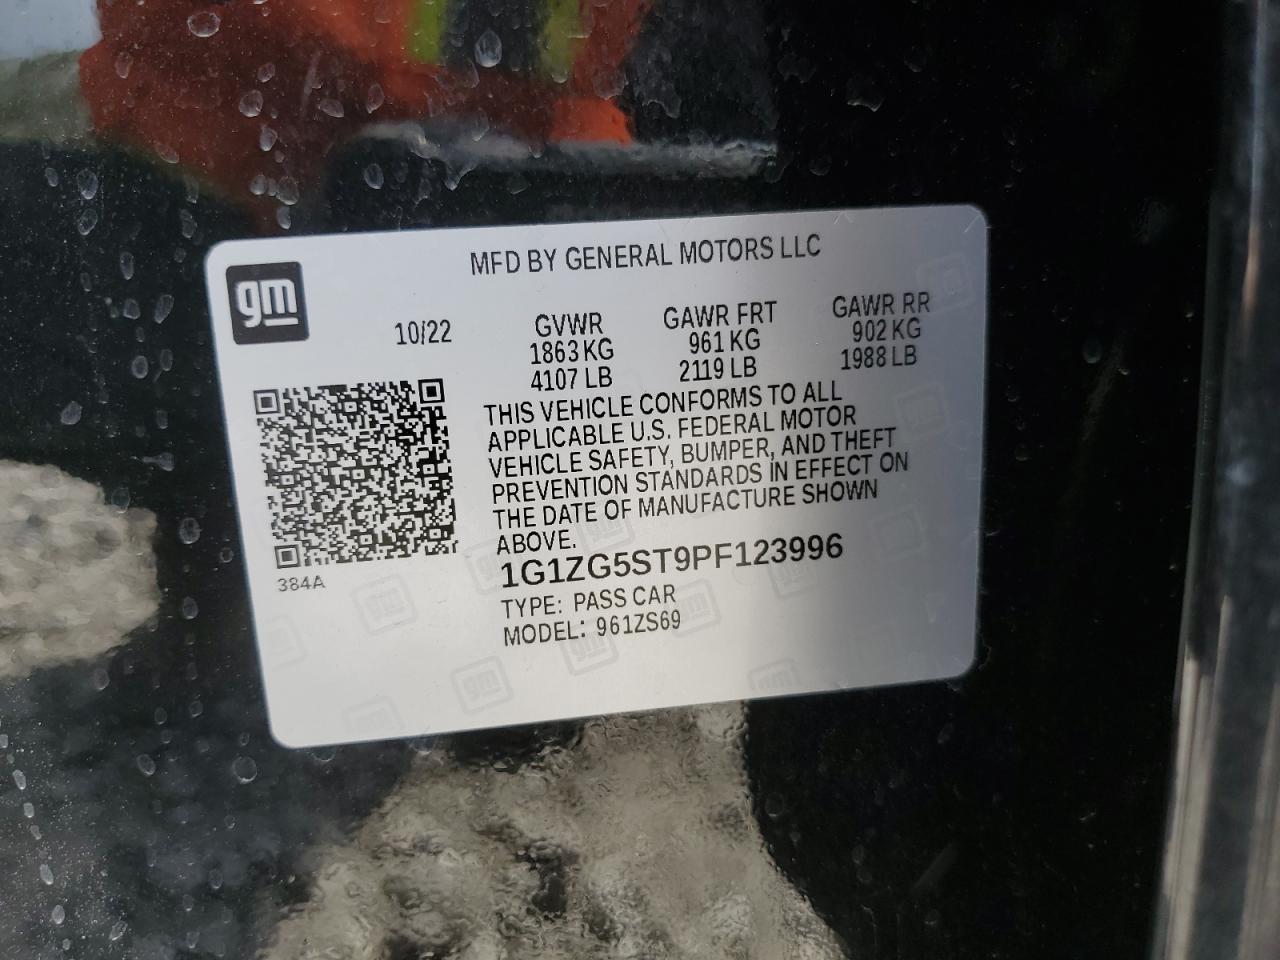 MFD BY GENERAL MOTORS LLC
gm
10/22
GVWR
1863 KG
4107 LB
GAWR FRT
961 KG
2119 LB
GAWR RR
902 KG
1988 LB
THIS VEHICLE CONFORMS TO ALL
APPLICABLE U.S. FEDERAL MOTOR
VEHICLE SAFETY, BUMPER, AND THEFT
PREVENTION STANDARDS IN EFFECT ON
THE DATE OF MANUFACTURE SHOWN
ABOVE.
384A
1G1ZG5ST9PF123996
TYPE: PASS CAR
MODEL: 961ZS69